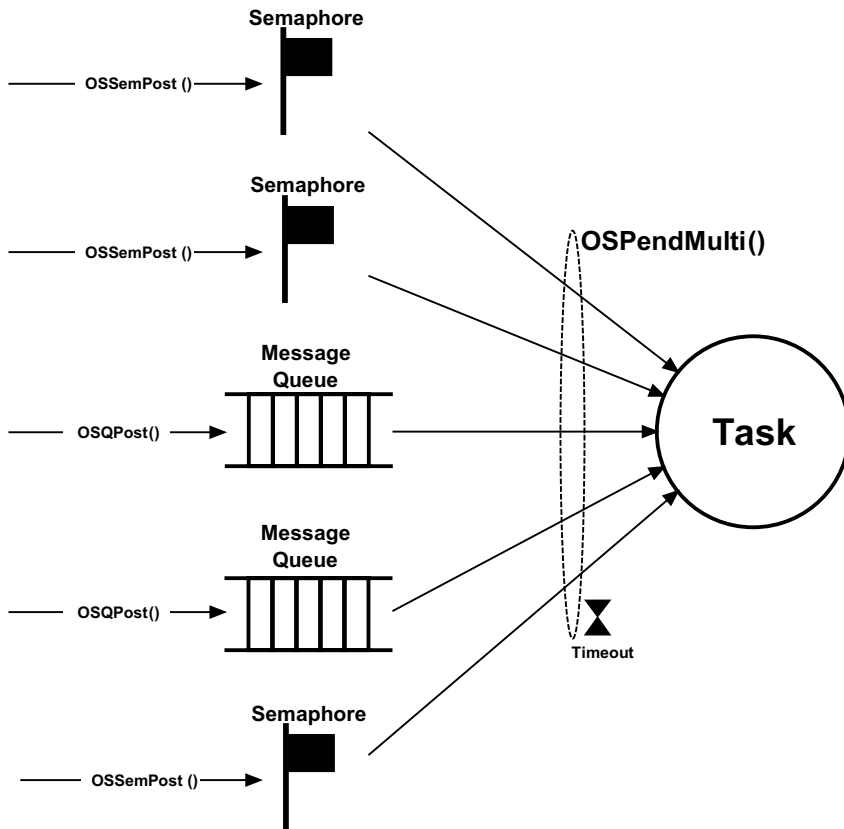 Semaphore
OSSemPost ()
Semaphore
OSSemPost ()
OSPendMulti()
Message
Queue
OSQPost()
Task
Message
Queue
OSQPost()
Timeout
Semaphore
OSSemPost ()